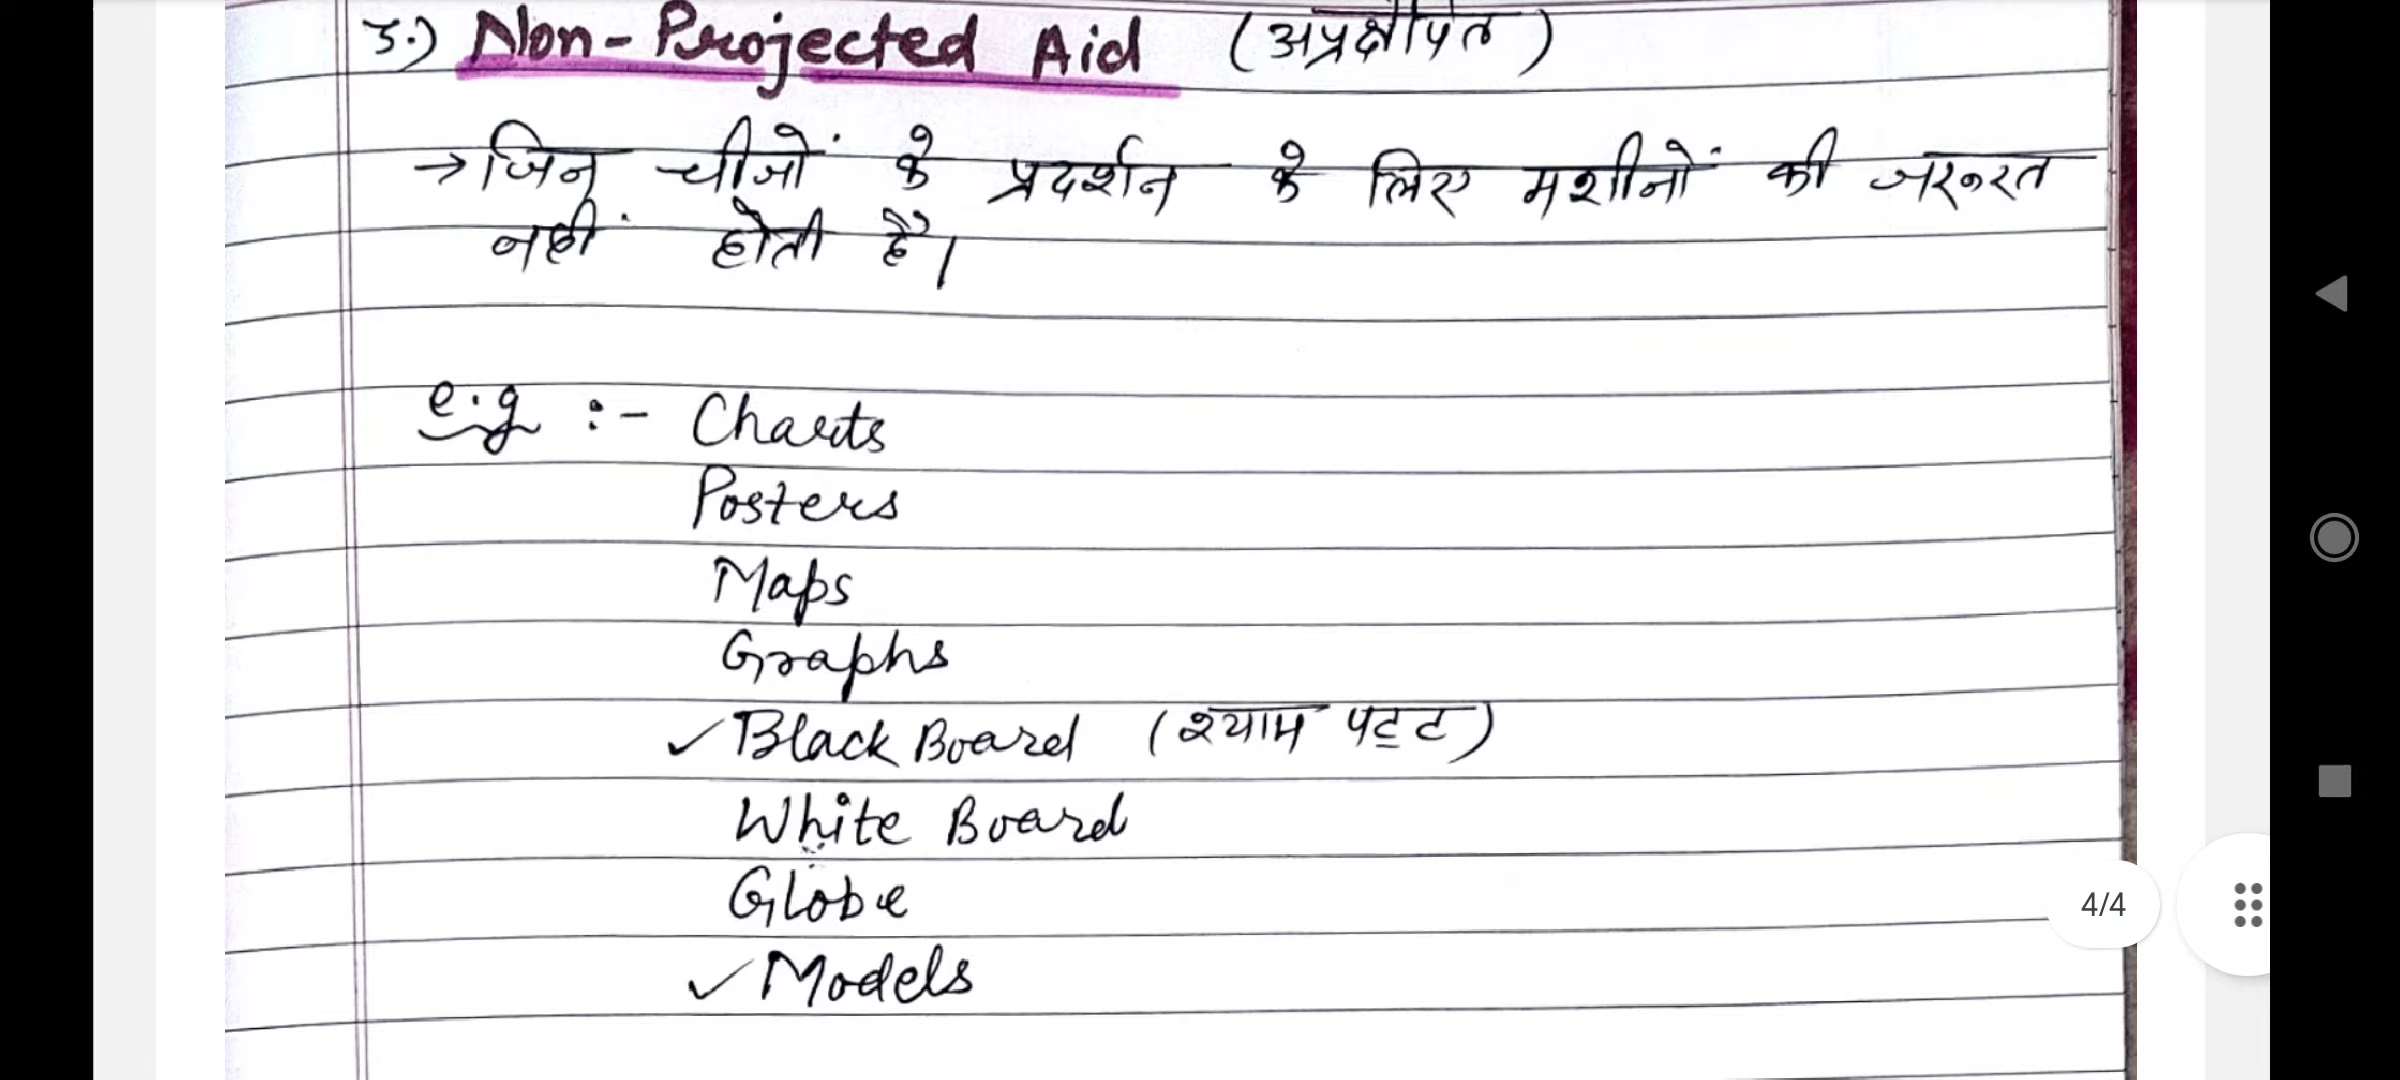 5.) Non-Projected Aid (अप्रक्षेपित)
→ जिन चीजों के प्रदर्शन के लिए मशीनों की जरूरत
नहीं होती है।
e.g :- Charts
Posters
Maps
Graphs
✓ Black Board (श्याम पट्ट)
White Board
Globe
✓ Models
4/4